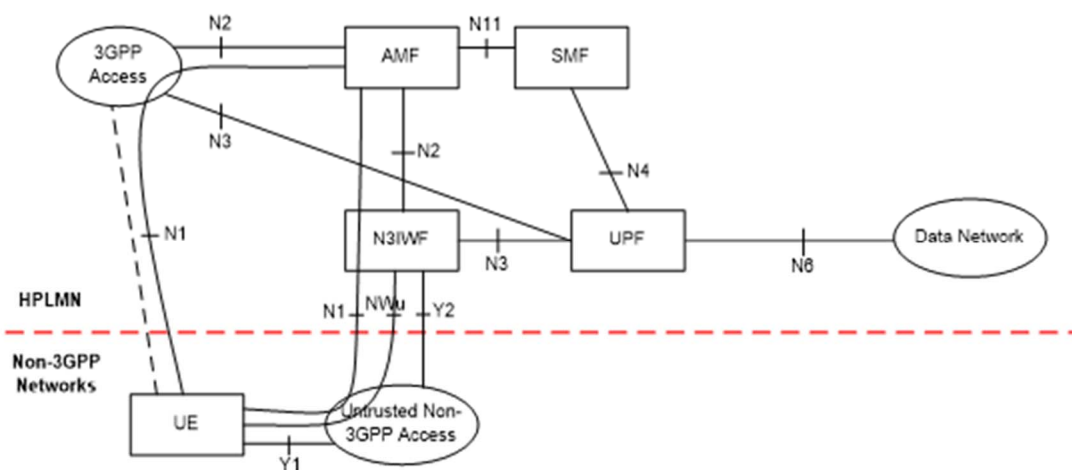 N2
N11
3GPP
Access
AMF
SMF
N3
N2
N4
N1
N3IWF
N3
UPF
N6
Data Network
HPLMN
N1
NWu
Y2
Non-3GPP
Networks
UE
Untrusted Non-
3GPP Access
Y1